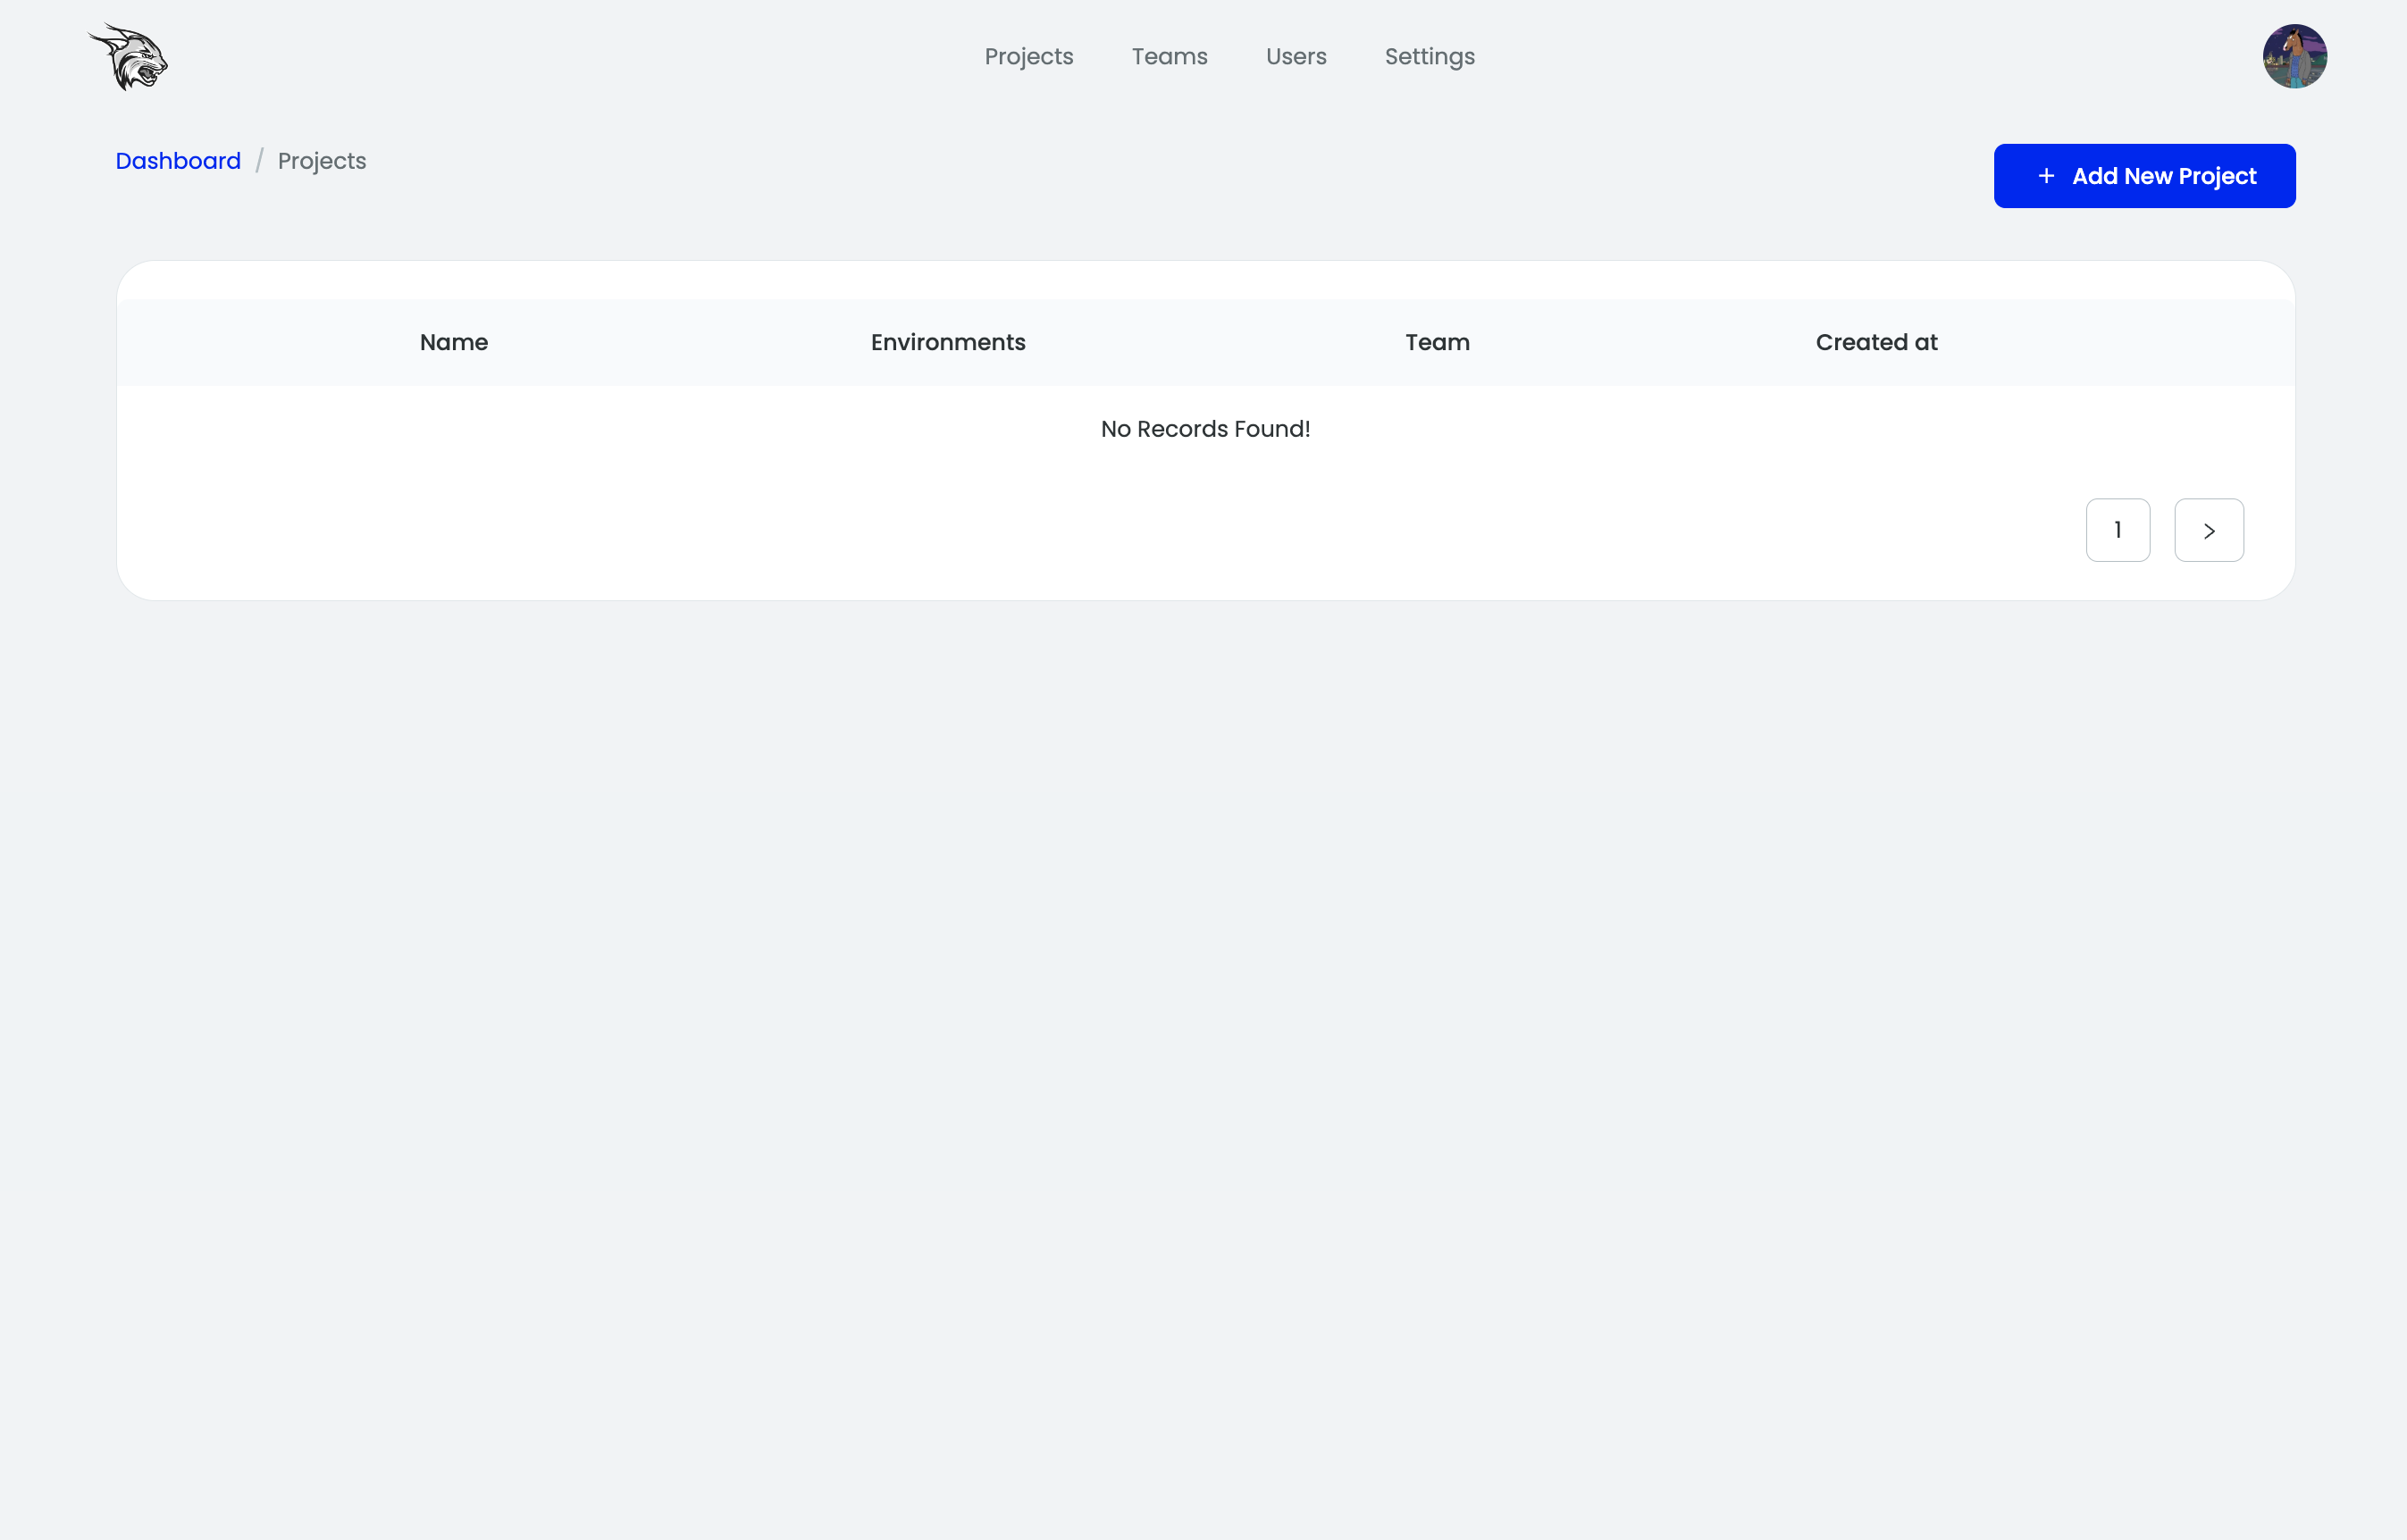 Projects Teams Users Settings
Dashboard / Projects
+ Add New Project
Name Environments Team Created at
No Records Found!
1 >